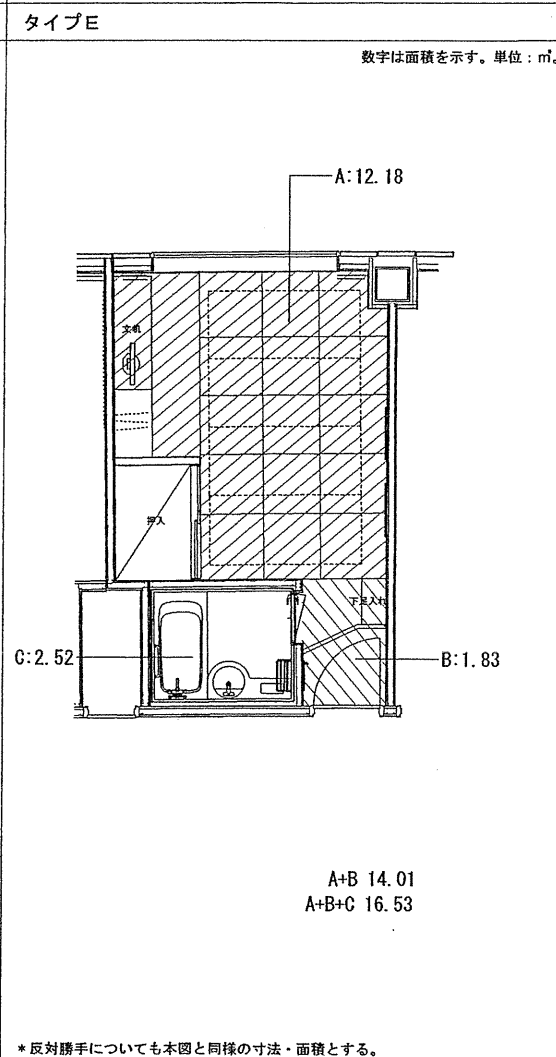 タイプE
数字は面積を示す。単位：㎡。
A:12.18
文机
押入
下足入れ
C:2.52
B:1.83
A+B 14.01
A+B+C 16.53
＊反対勝手についても本図と同様の寸法・面積とする。